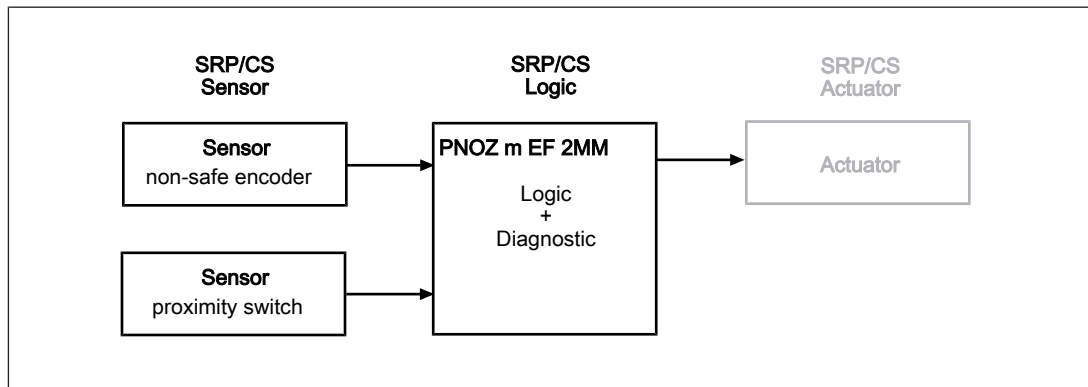 SRP/CS
Sensor
SRP/CS
Logic
SRP/CS
Actuator
Sensor
non-safe encoder
PNOZ m EF 2MM
Logic
+
Diagnostic
Actuator
Sensor
proximity switch